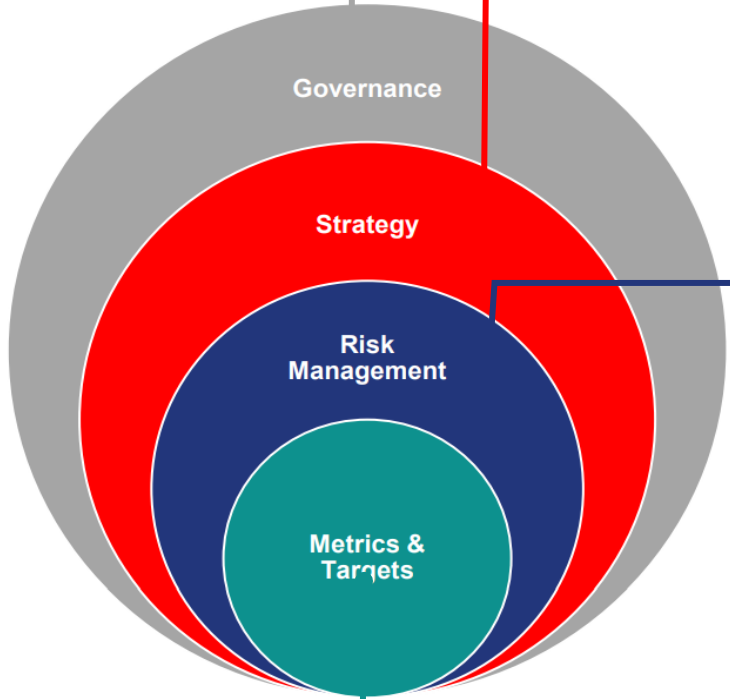 Governance
Strategy
Risk
Management
Metrics &
Targets